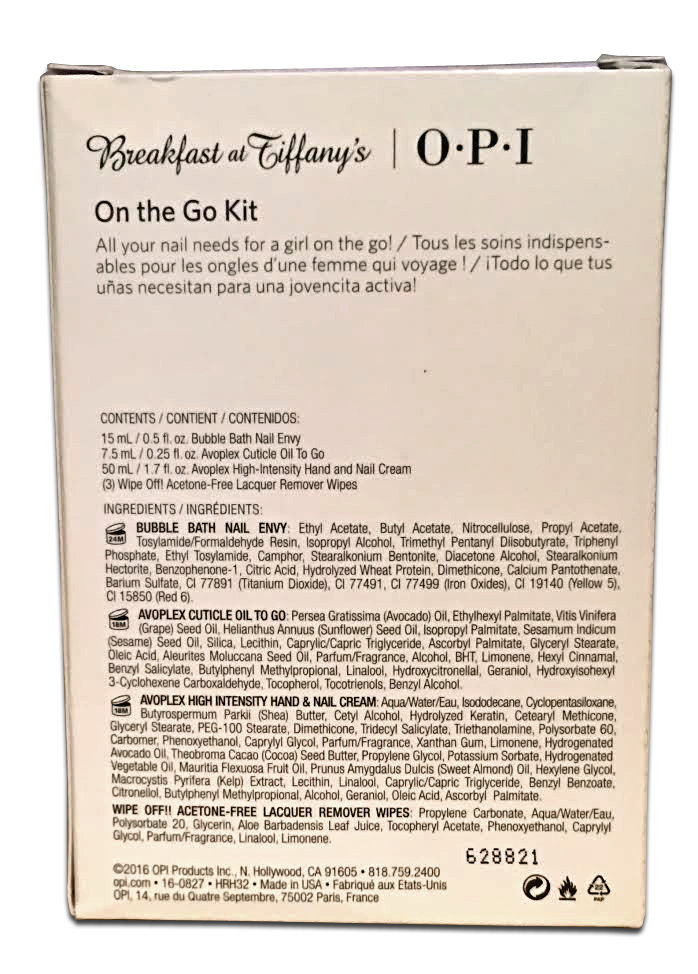 Breakfast at Tiffany's | O·P·I
On the Go Kit
All your nail needs for a girl on the go! / Tous les soins indispens-
ables pour les ongles d'une femme qui voyage ! / ¡Todo lo que tus
uñas necesitan para una jovencita activa!
CONTENTS / CONTIENT / CONTENIDOS:
15 mL / 0.5 fl. oz. Bubble Bath Nail Envy
7.5 mL / 0.25 fl. oz. Avoplex Cuticle Oil To Go
50 mL / 1.7 fl. oz. Avoplex High-Intensity Hand and Nail Cream
(3) Wipe Off! Acetone-Free Lacquer Remover Wipes
INGREDIENTS / INGRÉDIENTS:
24M BUBBLE BATH NAIL ENVY: Ethyl Acetate, Butyl Acetate, Nitrocellulose, Propyl Acetate,
Tosylamide/Formaldehyde Resin, Isopropyl Alcohol, Trimethyl Pentanyl Diisobutyrate, Triphenyl
Phosphate, Ethyl Tosylamide, Camphor, Stearalkonium Bentonite, Diacetone Alcohol, Stearalkonium
Hectorite, Benzophenone-1, Citric Acid, Hydrolyzed Wheat Protein, Dimethicone, Calcium Pantothenate,
Barium Sulfate, CI 77891 (Titanium Dioxide), CI 77491, CI 77499 (Iron Oxides), CI 19140 (Yellow 5),
CI 15850 (Red 6).
18M AVOPLEX CUTICLE OIL TO GO: Persea Gratissima (Avocado) Oil, Ethylhexyl Palmitate, Vitis Vinifera
(Grape) Seed Oil, Helianthus Annuus (Sunflower) Seed Oil, Isopropyl Palmitate, Sesamum Indicum
(Sesame) Seed Oil, Silica, Lecithin, Caprylic/Capric Triglyceride, Ascorbyl Palmitate, Glyceryl Stearate,
Oleic Acid, Aleurites Moluccana Seed Oil, Parfum/Fragrance, Alcohol, BHT, Limonene, Hexyl Cinnamal,
Benzyl Salicylate, Butylphenyl Methylpropional, Linalool, Hydroxycitronellal, Geraniol, Hydroxyisohexyl
3-Cyclohexene Carboxaldehyde, Tocopherol, Tocotrienols, Benzyl Alcohol.
18M AVOPLEX HIGH INTENSITY HAND & NAIL CREAM: Aqua/Water/Eau, Isododecane, Cyclopentasiloxane,
Butyrospermum Parkii (Shea) Butter, Cetyl Alcohol, Hydrolyzed Keratin, Cetearyl Methicone,
Glyceryl Stearate, PEG-100 Stearate, Dimethicone, Tridecyl Salicylate, Triethanolamine, Polysorbate 60,
Carbomer, Phenoxyethanol, Caprylyl Glycol, Parfum/Fragrance, Xanthan Gum, Limonene, Hydrogenated
Avocado Oil, Theobroma Cacao (Cocoa) Seed Butter, Propylene Glycol, Potassium Sorbate, Hydrogenated
Vegetable Oil, Mauritia Flexuosa Fruit Oil, Prunus Amygdalus Dulcis (Sweet Almond) Oil, Hexylene Glycol,
Macrocystis Pyrifera (Kelp) Extract, Lecithin, Linalool, Caprylic/Capric Triglyceride, Benzyl Benzoate,
Citronellol, Butylphenyl Methylpropional, Alcohol, Geraniol, Oleic Acid, Ascorbyl Palmitate.
WIPE OFF!! ACETONE-FREE LACQUER REMOVER WIPES: Propylene Carbonate, Aqua/Water/Eau,
Polysorbate 20, Glycerin, Aloe Barbadensis Leaf Juice, Tocopheryl Acetate, Phenoxyethanol, Caprylyl
Glycol, Parfum/Fragrance, Linalool, Limonene.
628821
©2016 OPI Products Inc., N. Hollywood, CA 91605 • 818.759.2400
opi.com • 16-0827 • HRH32 • Made in USA • Fabriqué aux Etats-Unis
OPI, 14, rue du Quatre Septembre, 75002 Paris, France
22
PAP